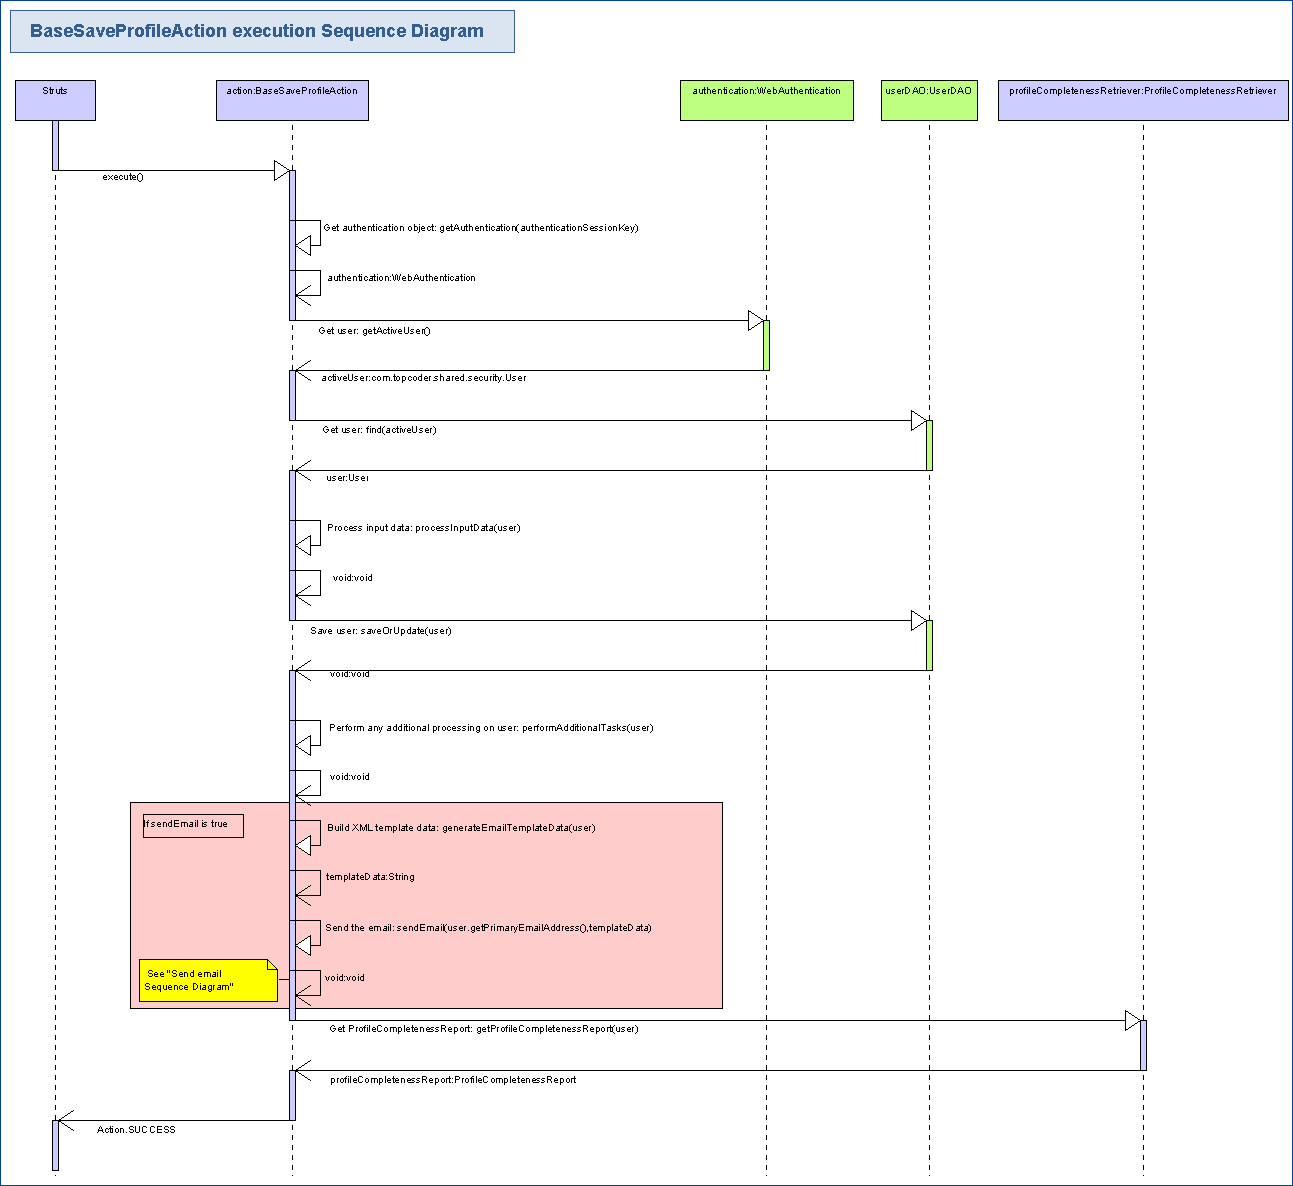 BaseSaveProfileAction execution Sequence Diagram
Struts
action:BaseSaveProfileAction
authentication:WebAuthentication
userDAO:UserDAO
profileCompletenessRetriever:ProfileCompletenessRetriever
execute()
Get authentication object: getAuthentication(authenticationSessionKey)
authentication:WebAuthentication
Get user: getActiveUser()
activeUser:com.topcoder.shared.security.User
Get user: find(activeUser)
user:User
Process input data: processInputData(user)
void:void
Save user: saveOrUpdate(user)
void:void
Perform any additional processing on user: performAdditionalTasks(user)
void:void
If sendEmail is true
Build XML template data: generateEmailTemplateData(user)
templateData:String
Send the email: sendEmail(user.getPrimaryEmailAddress(),templateData)
See "Send email
Sequence Diagram"
void:void
Get ProfileCompletenessReport: getProfileCompletenessReport(user)
profileCompletenessReport:ProfileCompletenessReport
Action.SUCCESS